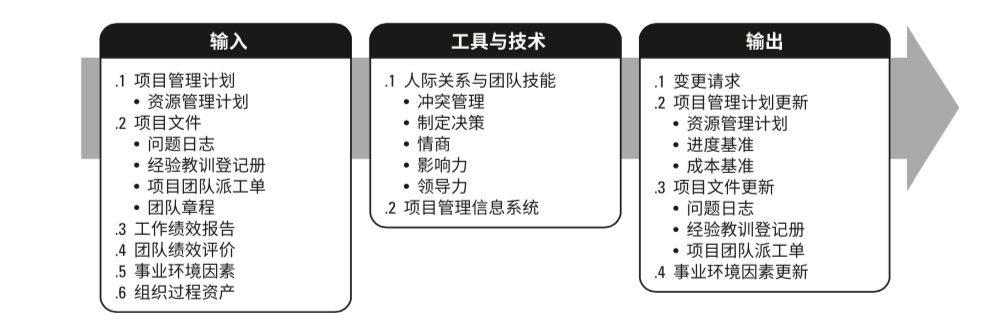 输入
.1 项目管理计划
• 资源管理计划
.2 项目文件
• 问题日志
• 经验教训登记册
• 项目团队派工单
• 团队章程
.3 工作绩效报告
.4 团队绩效评价
.5 事业环境因素
.6 组织过程资产
工具与技术
.1 人际关系与团队技能
• 冲突管理
• 制定决策
• 情商
• 影响力
• 领导力
.2 项目管理信息系统
输出
.1 变更请求
.2 项目管理计划更新
• 资源管理计划
• 进度基准
• 成本基准
.3 项目文件更新
• 问题日志
• 经验教训登记册
• 项目团队派工单
.4 事业环境因素更新